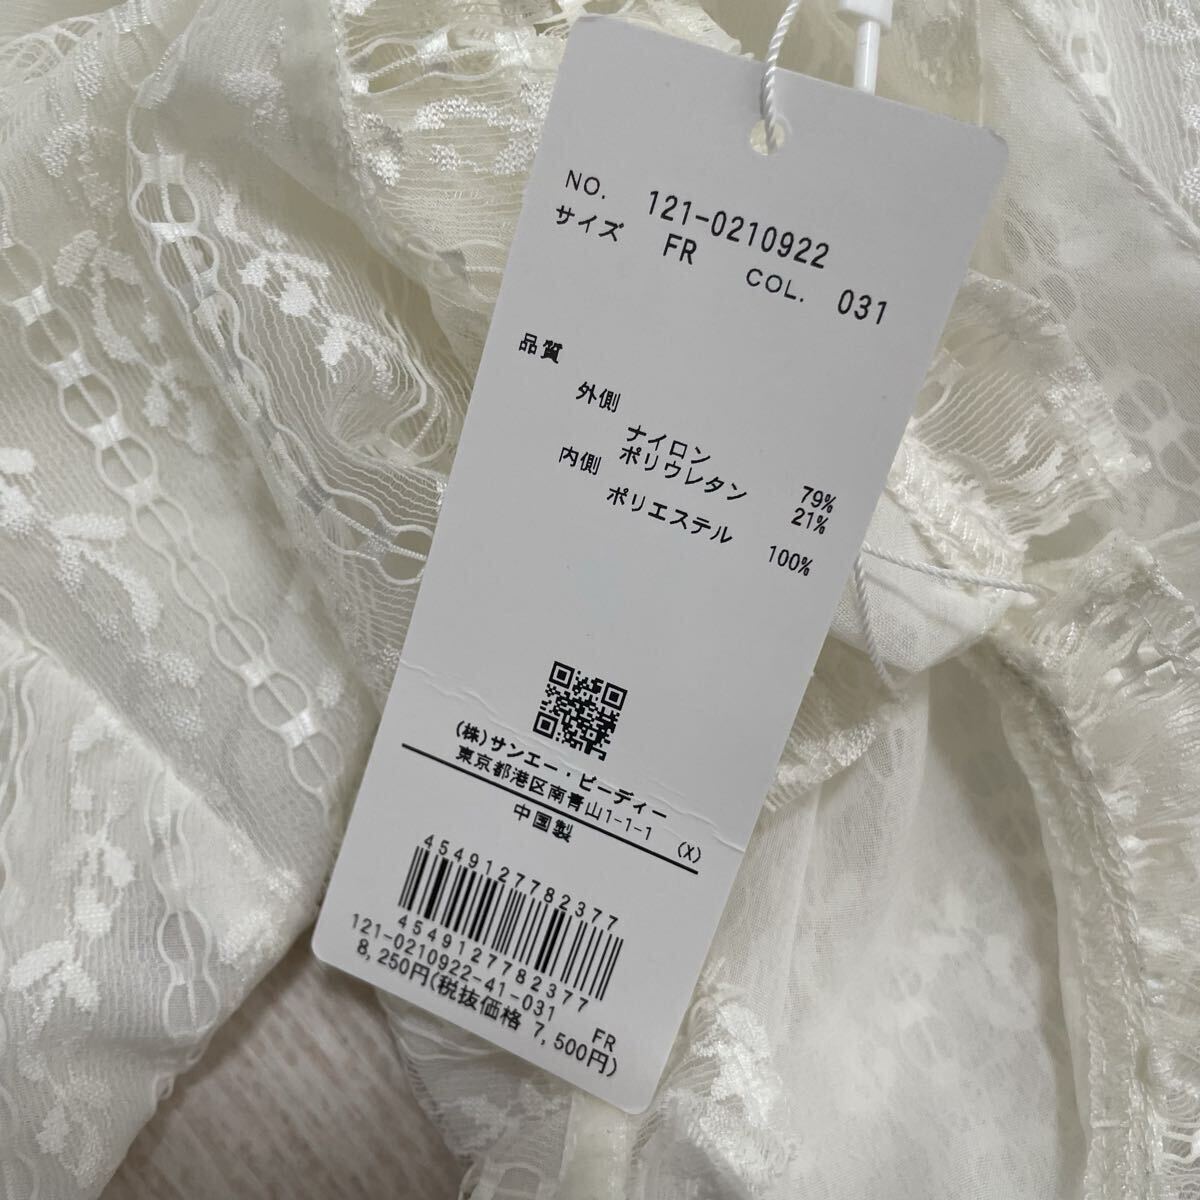 NO. 121-0210922
サイズ FR COL. 031
品質
外側
ナイロン 79%
ポリウレタン 21%
内側
ポリエステル 100%
(株)サンエー・ビーディー
東京都港区南青山1-1-1
中国製 (X)
4549127782377
4549127782377
121-0210922-41-031 FR
8,250円(税抜価格 7,500円)